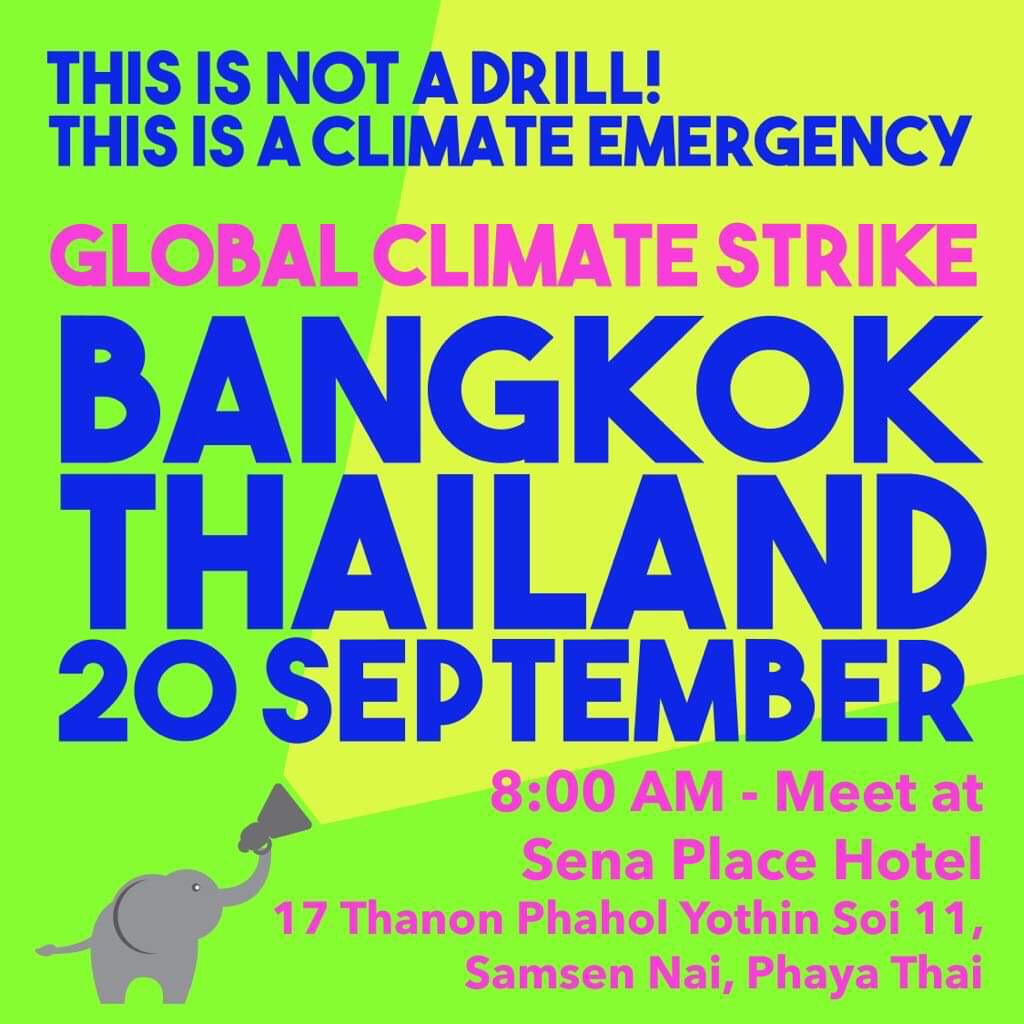 THIS IS NOT A DRILL!
THIS IS A CLIMATE EMERGENCY
GLOBAL CLIMATE STRIKE
BANGKOK
THAILAND
20 SEPTEMBER
8:00 AM - Meet at
Sena Place Hotel
17 Thanon Phahol Yothin Soi 11,
Samsen Nai, Phaya Thai